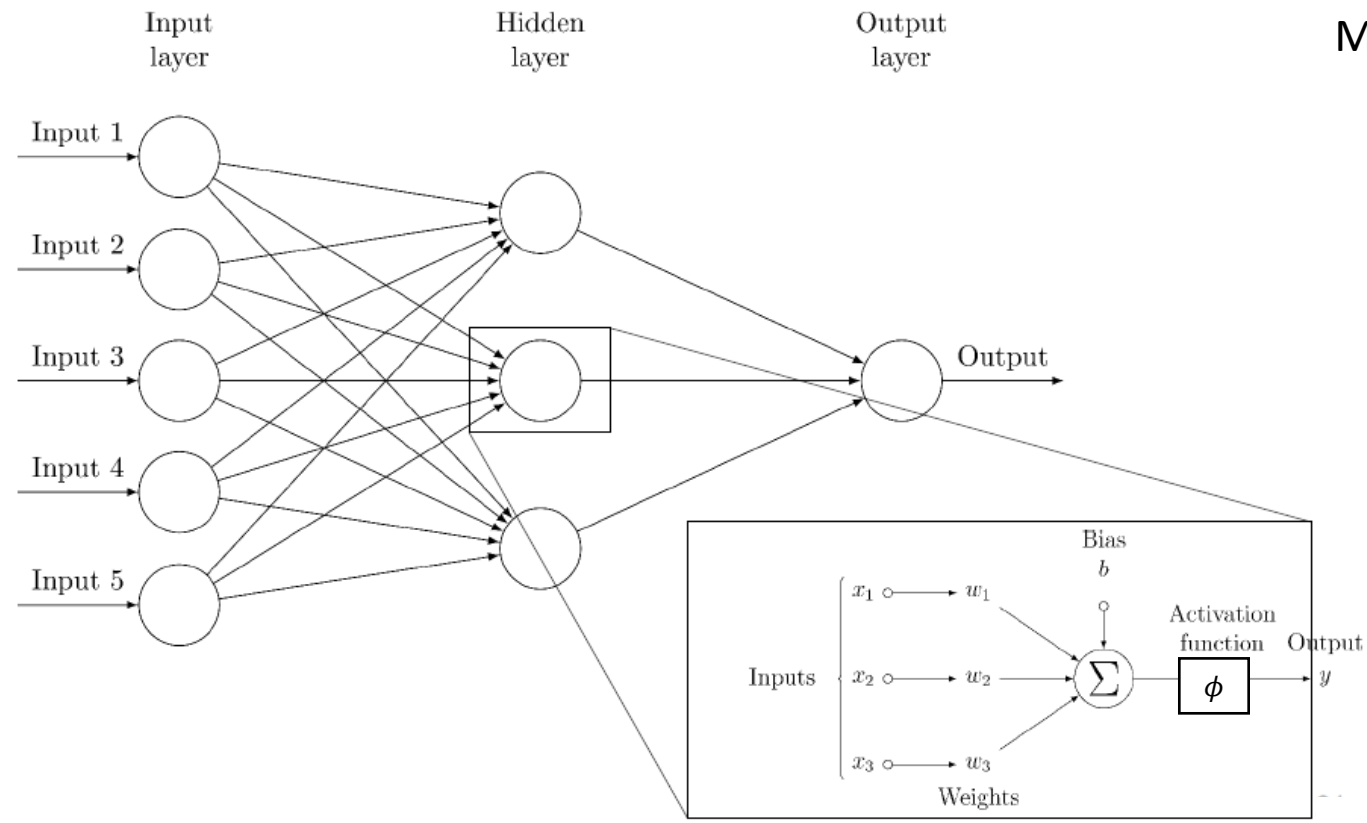 Input
layer
Hidden
layer
Output
layer
M
Input 1
Input 2
Input 3
Input 4
Input 5
Output
Bias
b
x₁
w₁
Activation
function
Output
Inputs
x₂
w₂
Σ
ϕ
y
x₃
w₃
Weights